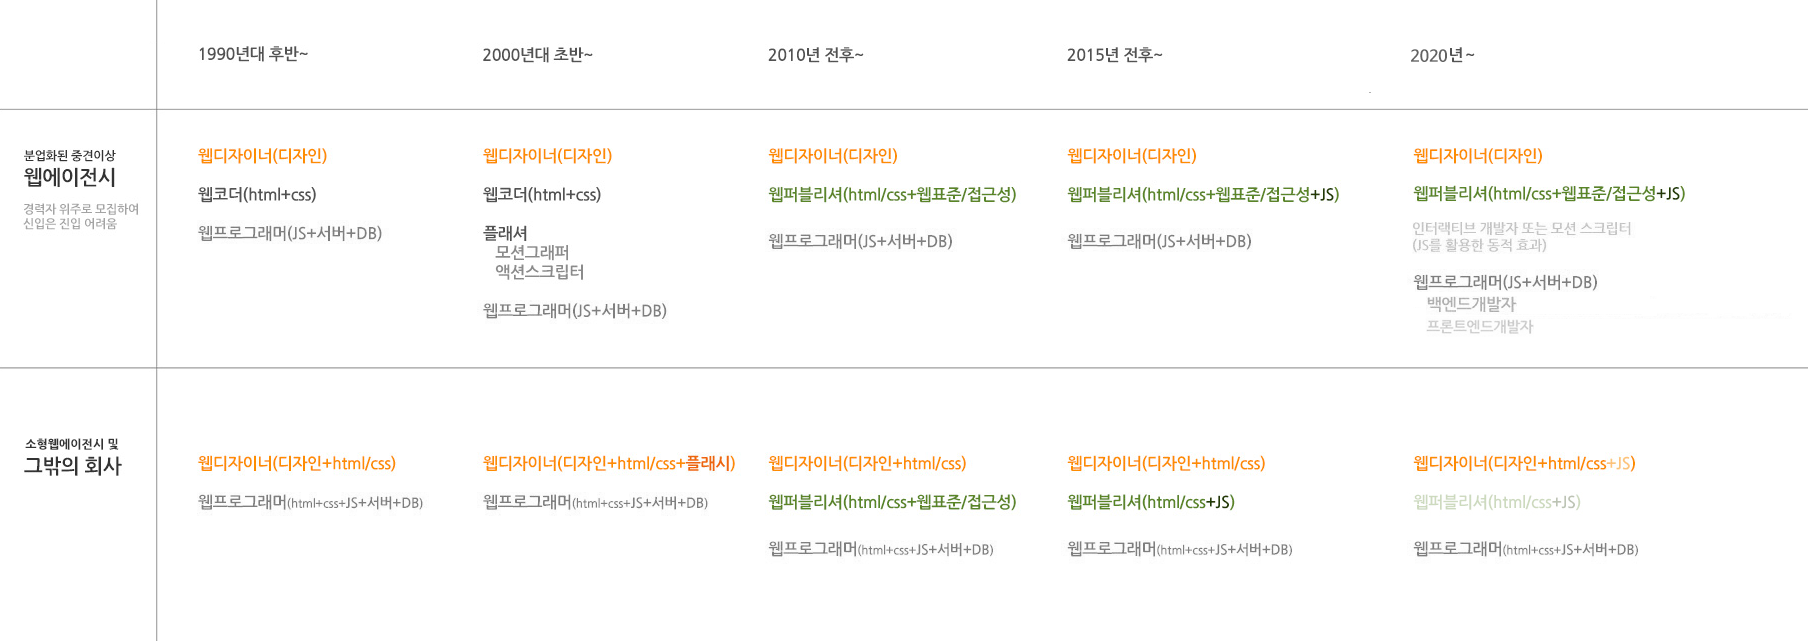 1990년대 후반~
2000년대 초반~
2010년 전후~
2015년 전후~
2020년~
분업화된 중견이상
웹에이전시
경력자 위주로 모집하여
신입은 진입 어려움
웹디자이너(디자인)
웹코더(html+css)
웹프로그래머(JS+서버+DB)
웹디자이너(디자인)
웹코더(html+css)
플래셔
모션그래퍼
액션스크립터
웹프로그래머(JS+서버+DB)
웹디자이너(디자인)
웹퍼블리셔(html/css+웹표준/접근성)
웹프로그래머(JS+서버+DB)
웹디자이너(디자인)
웹퍼블리셔(html/css+웹표준/접근성+JS)
웹프로그래머(JS+서버+DB)
웹디자이너(디자인)
웹퍼블리셔(html/css+웹표준/접근성+JS)
인터랙티브 개발자 또는 모션 스크립터
(JS를 활용한 동적 효과)
웹프로그래머(JS+서버+DB)
백엔드개발자
프론트엔드개발자
소형웹에이전시 및
그밖의 회사
웹디자이너(디자인+html/css)
웹프로그래머(html+css+JS+서버+DB)
웹디자이너(디자인+html/css+플래시)
웹프로그래머(html+css+JS+서버+DB)
웹디자이너(디자인+html/css)
웹퍼블리셔(html/css+웹표준/접근성)
웹프로그래머(html+css+JS+서버+DB)
웹디자이너(디자인+html/css)
웹퍼블리셔(html/css+JS)
웹프로그래머(html+css+JS+서버+DB)
웹디자이너(디자인+html/css+JS)
웹퍼블리셔(html/css+JS)
웹프로그래머(html+css+JS+서버+DB)